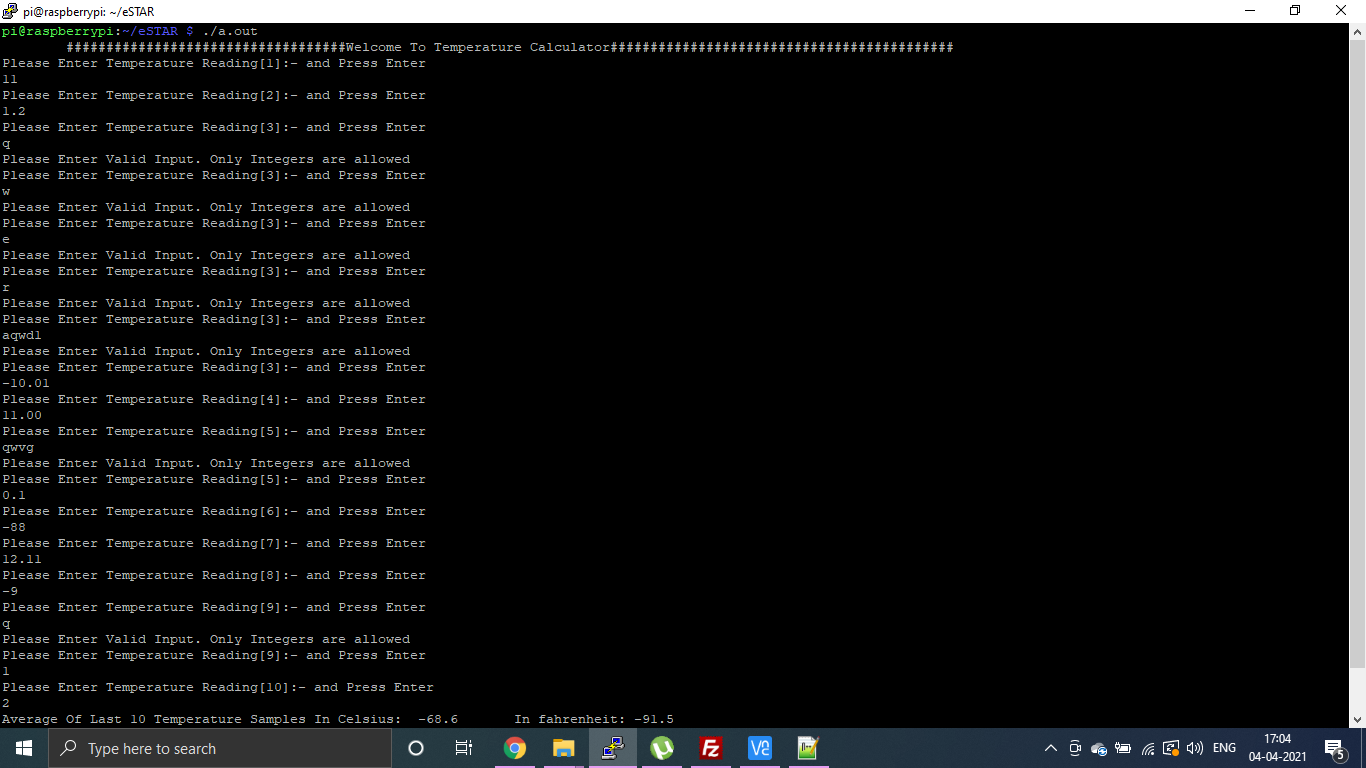 pi@raspberrypi: ~/eSTAR
pi@raspberrypi:~/eSTAR $ ./a.out
###################################Welcome To Temperature Calculator###########################################
Please Enter Temperature Reading[1]:- and Press Enter
11
Please Enter Temperature Reading[2]:- and Press Enter
1.2
Please Enter Temperature Reading[3]:- and Press Enter
q
Please Enter Valid Input. Only Integers are allowed
Please Enter Temperature Reading[3]:- and Press Enter
w
Please Enter Valid Input. Only Integers are allowed
Please Enter Temperature Reading[3]:- and Press Enter
e
Please Enter Valid Input. Only Integers are allowed
Please Enter Temperature Reading[3]:- and Press Enter
r
Please Enter Valid Input. Only Integers are allowed
Please Enter Temperature Reading[3]:- and Press Enter
aqwd1
Please Enter Valid Input. Only Integers are allowed
Please Enter Temperature Reading[3]:- and Press Enter
-10.01
Please Enter Temperature Reading[4]:- and Press Enter
11.00
Please Enter Temperature Reading[5]:- and Press Enter
qwvg
Please Enter Valid Input. Only Integers are allowed
Please Enter Temperature Reading[5]:- and Press Enter
0.1
Please Enter Temperature Reading[6]:- and Press Enter
-88
Please Enter Temperature Reading[7]:- and Press Enter
12.11
Please Enter Temperature Reading[8]:- and Press Enter
-9
Please Enter Temperature Reading[9]:- and Press Enter
q
Please Enter Valid Input. Only Integers are allowed
Please Enter Temperature Reading[9]:- and Press Enter
1
Please Enter Temperature Reading[10]:- and Press Enter
2
Average Of Last 10 Temperature Samples In Celsius:  -68.6       In fahrenheit: -91.5
Type here to search
ENG
17:04
04-04-2021
5